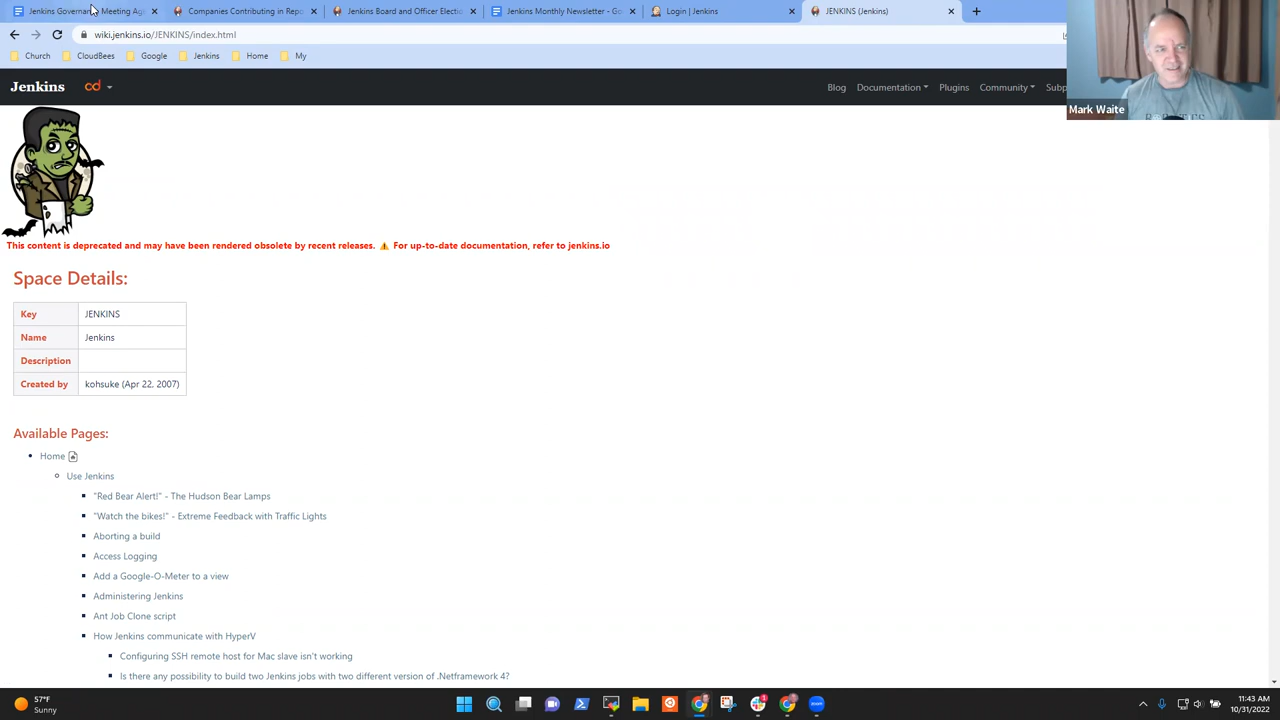 Jenkins Governance Meeting Ag
Companies Contributing in Repo
Board and Officer Electio
Jenkins Monthly Newsletter - Go
Login | Jenkins
JENKINS (Jenkins)
wiki.jenkins.io/JENKINS/index.html
Church
CloudBees
Google
Jenkins
Home
My
Jenkins
cd
Blog
Documentation
Plugins
Community
Subp
Mark Waite
This content is deprecated and may have been rendered obsolete by recent releases. ⚠ For up-to-date documentation, refer to jenkins.io
Space Details:
Key JENKINS
Name Jenkins
Description
Created by kohsuke (Apr 22, 2007)
Available Pages:
Home
Use Jenkins
"Red Bear Alert!" - The Hudson Bear Lamps
"Watch the bikes!" - Extreme Feedback with Traffic Lights
Aborting a build
Access Logging
Add a Google-O-Meter to a view
Administering Jenkins
Ant Job Clone script
How Jenkins communicate with HyperV
Configuring SSH remote host for Mac slave isn't working
Is there any possibility to build two Jenkins jobs with two different version of .Netframework 4?
57°F
Sunny
11:43 AM
10/31/2022